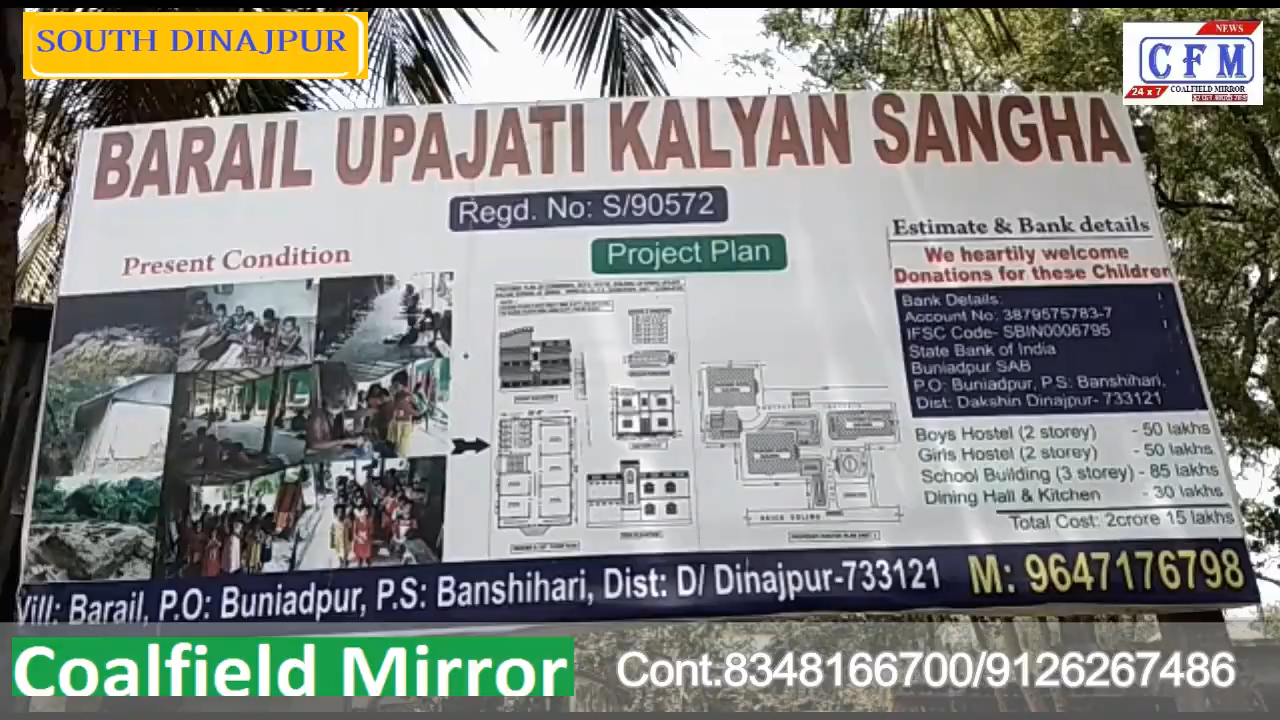 SOUTH DINAJPUR
NEWS
CFM
24 x 7
COALFIELD MIRROR
BARAIL UPAJATI KALYAN SANGHA
Regd. No: S/90572
Present Condition
Project Plan
Estimate & Bank details
We heartily welcome
Donations for these Children
Bank Details:
Account No: 3879575783-7
IFSC Code- SBIN0006795
State Bank of India
Buniadpur SAB
P.O: Buniadpur, P.S: Banshihari,
Dist: Dakshin Dinajpur- 733121
Boys Hostel (2 storey) - 50 lakhs
Girls Hostel (2 storey) - 50 lakhs
School Building (3 storey) - 85 lakhs
Dining Hall & Kitchen - 30 lakhs
Total Cost: 2crore 15 lakhs
Vill: Barail, P.O: Buniadpur, P.S: Banshihari, Dist: D/ Dinajpur-733121 M: 9647176798
Coalfield Mirror
Cont.8348166700/9126267486